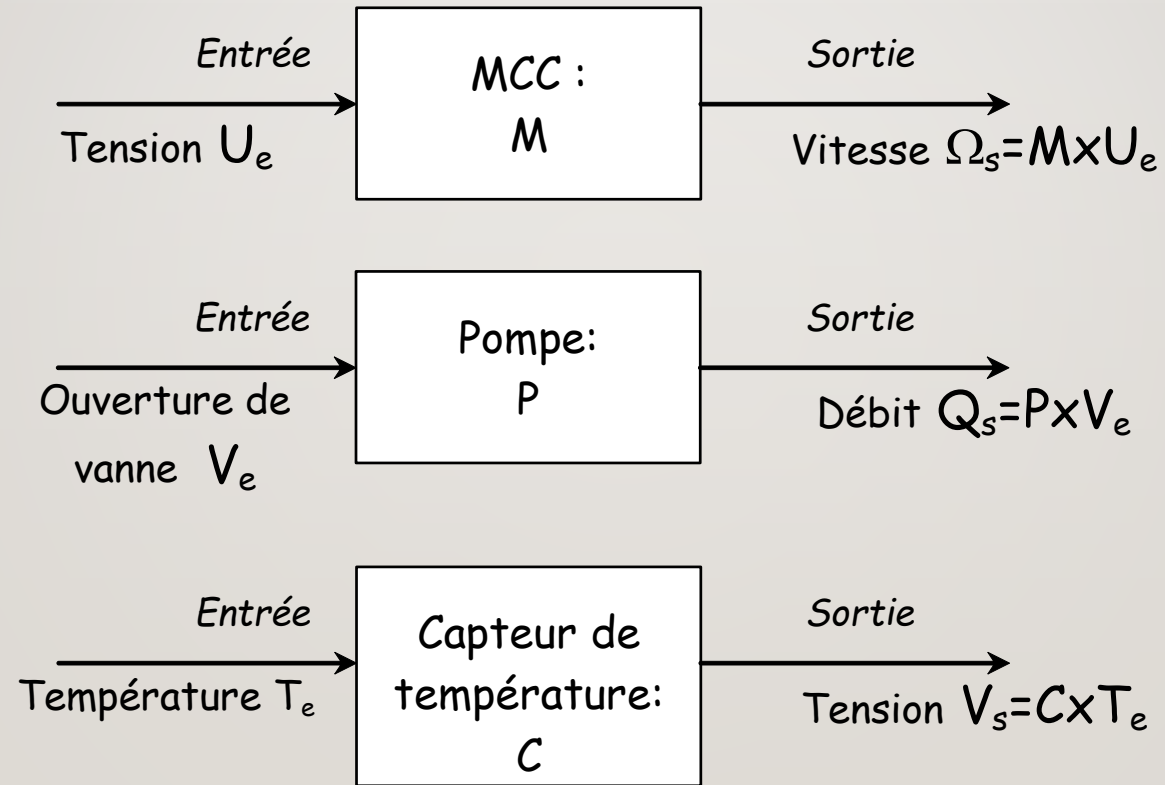 Entrée
MCC :
Sortie
Tension Ue
M
Vitesse Ωs=MxUe
Entrée
Pompe:
Sortie
Ouverture de
vanne Ve
P
Débit Qs=PxVe
Entrée
Capteur de
température:
Sortie
Température Te
C
Tension Vs=CxTe